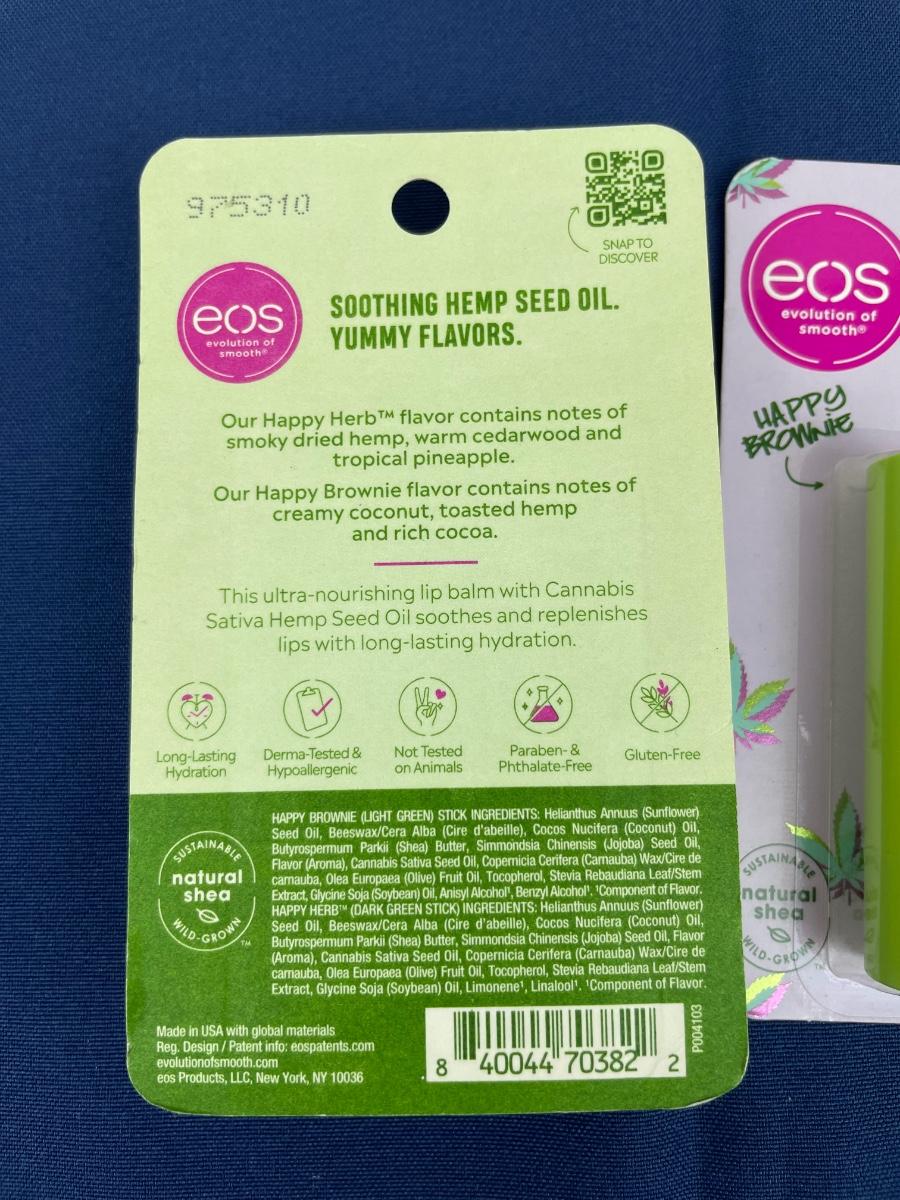 975310
SNAP TO
DISCOVER
eos
evolution of
smooth®
SOOTHING HEMP SEED OIL.
YUMMY FLAVORS.
Our Happy Herb™ flavor contains notes of
smoky dried hemp, warm cedarwood and
tropical pineapple.
Our Happy Brownie flavor contains notes of
creamy coconut, toasted hemp
and rich cocoa.
This ultra-nourishing lip balm with Cannabis
Sativa Hemp Seed Oil soothes and replenishes
lips with long-lasting hydration.
Long-Lasting
Hydration
Derma-Tested &
Hypoallergenic
Not Tested
on Animals
Paraben- &
Phthalate-Free
Gluten-Free
SUSTAINABLE
natural
shea
WILD-GROWN
™
HAPPY BROWNIE (LIGHT GREEN) STICK INGREDIENTS: Helianthus Annuus (Sunflower)
Seed Oil, Beeswax/Cera Alba (Cire d'abeille), Cocos Nucifera (Coconut) Oil,
Butyrospermum Parkii (Shea) Butter, Simmondsia Chinensis (Jojoba) Seed Oil,
Flavor (Aroma), Cannabis Sativa Seed Oil, Copernicia Cerifera (Carnauba) Wax/Cire de
carnauba, Olea Europaea (Olive) Fruit Oil, Tocopherol, Stevia Rebaudiana Leaf/Stem
Extract, Glycine Soja (Soybean) Oil, Anisyl Alcohol¹, Benzyl Alcohol¹. ¹Component of Flavor.
HAPPY HERB™ (DARK GREEN STICK) INGREDIENTS: Helianthus Annuus (Sunflower)
Seed Oil, Beeswax/Cera Alba (Cire d'abeille), Cocos Nucifera (Coconut) Oil,
Butyrospermum Parkii (Shea) Butter, Simmondsia Chinensis (Jojoba) Seed Oil, Flavor
(Aroma), Cannabis Sativa Seed Oil, Copernicia Cerifera (Carnauba) Wax/Cire de
carnauba, Olea Europaea (Olive) Fruit Oil, Tocopherol, Stevia Rebaudiana Leaf/Stem
Extract, Glycine Soja (Soybean) Oil, Limonene¹, Linalool¹. ¹Component of Flavor.
Made in USA with global materials
Reg. Design / Patent info: eospatents.com
evolutionofsmooth.com
eos Products, LLC, New York, NY 10036
8 40044 70382 2
P004103
eos
evolution of
smooth®
HAPPY
BROWNIE
SUSTAINABLE
natural
shea
WILD-GROWN